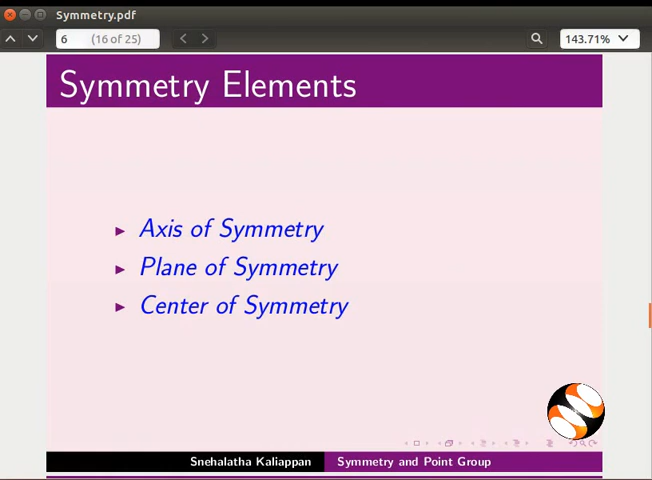 Symmetry.pdf
6 (16 of 25) 143.71%
Symmetry Elements
Axis of Symmetry
Plane of Symmetry
Center of Symmetry
Snehalatha Kaliappan Symmetry and Point Group